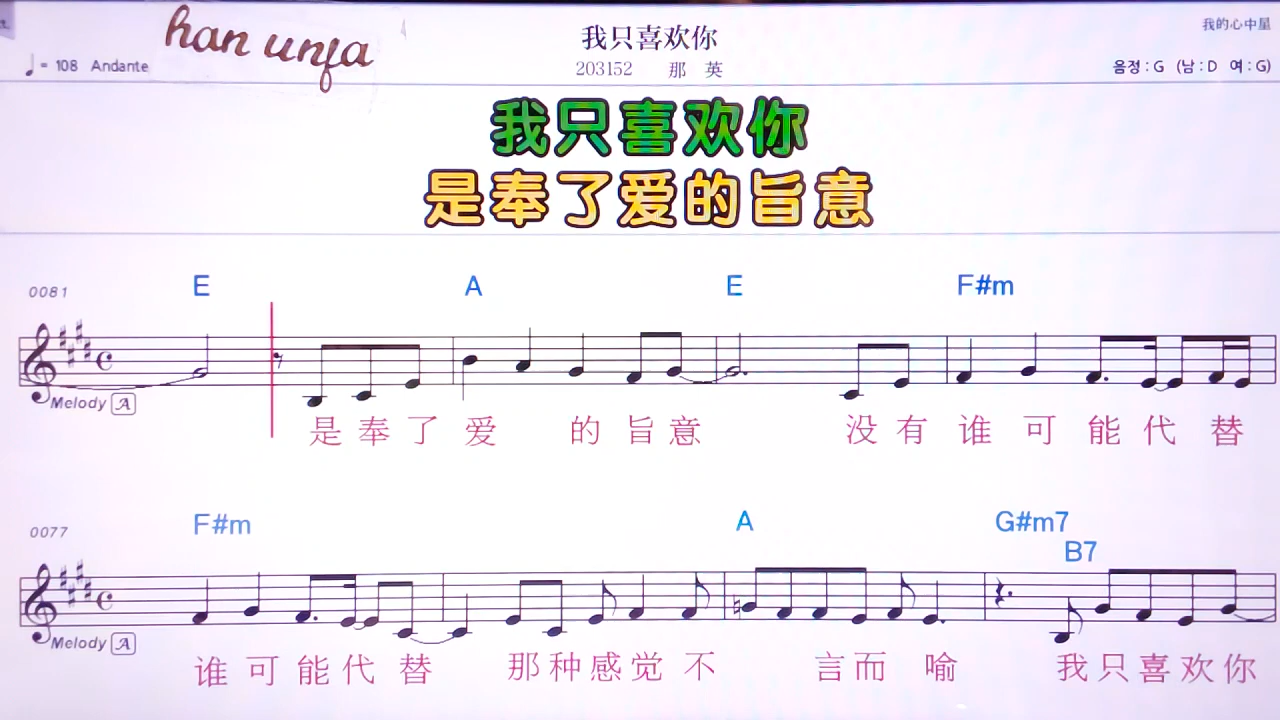 han unfa
我只喜欢你
我的心中星
♩= 108 Andante
203152 那 英
음정 : G (남 : D 여 : G)
我只喜欢你
是奉了爱的旨意
0081 E A E F#m
Melody A
是奉了爱 的旨意 没有谁可能代替
0077 F#m A G#m7
B7
Melody A
谁可能代替 那种感觉不 言而喻 我只喜欢你